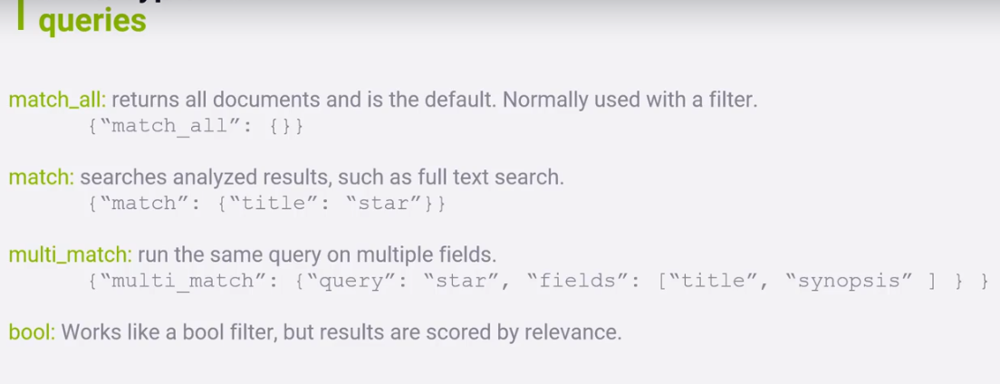 queries
match_all: returns all documents and is the default. Normally used with a filter.
{“match_all”: {}}
match: searches analyzed results, such as full text search.
{“match”: {“title”: “star”}}
multi_match: run the same query on multiple fields.
{“multi_match”: {“query”: “star”, “fields”: [“title”, “synopsis” ] } }
bool: Works like a bool filter, but results are scored by relevance.